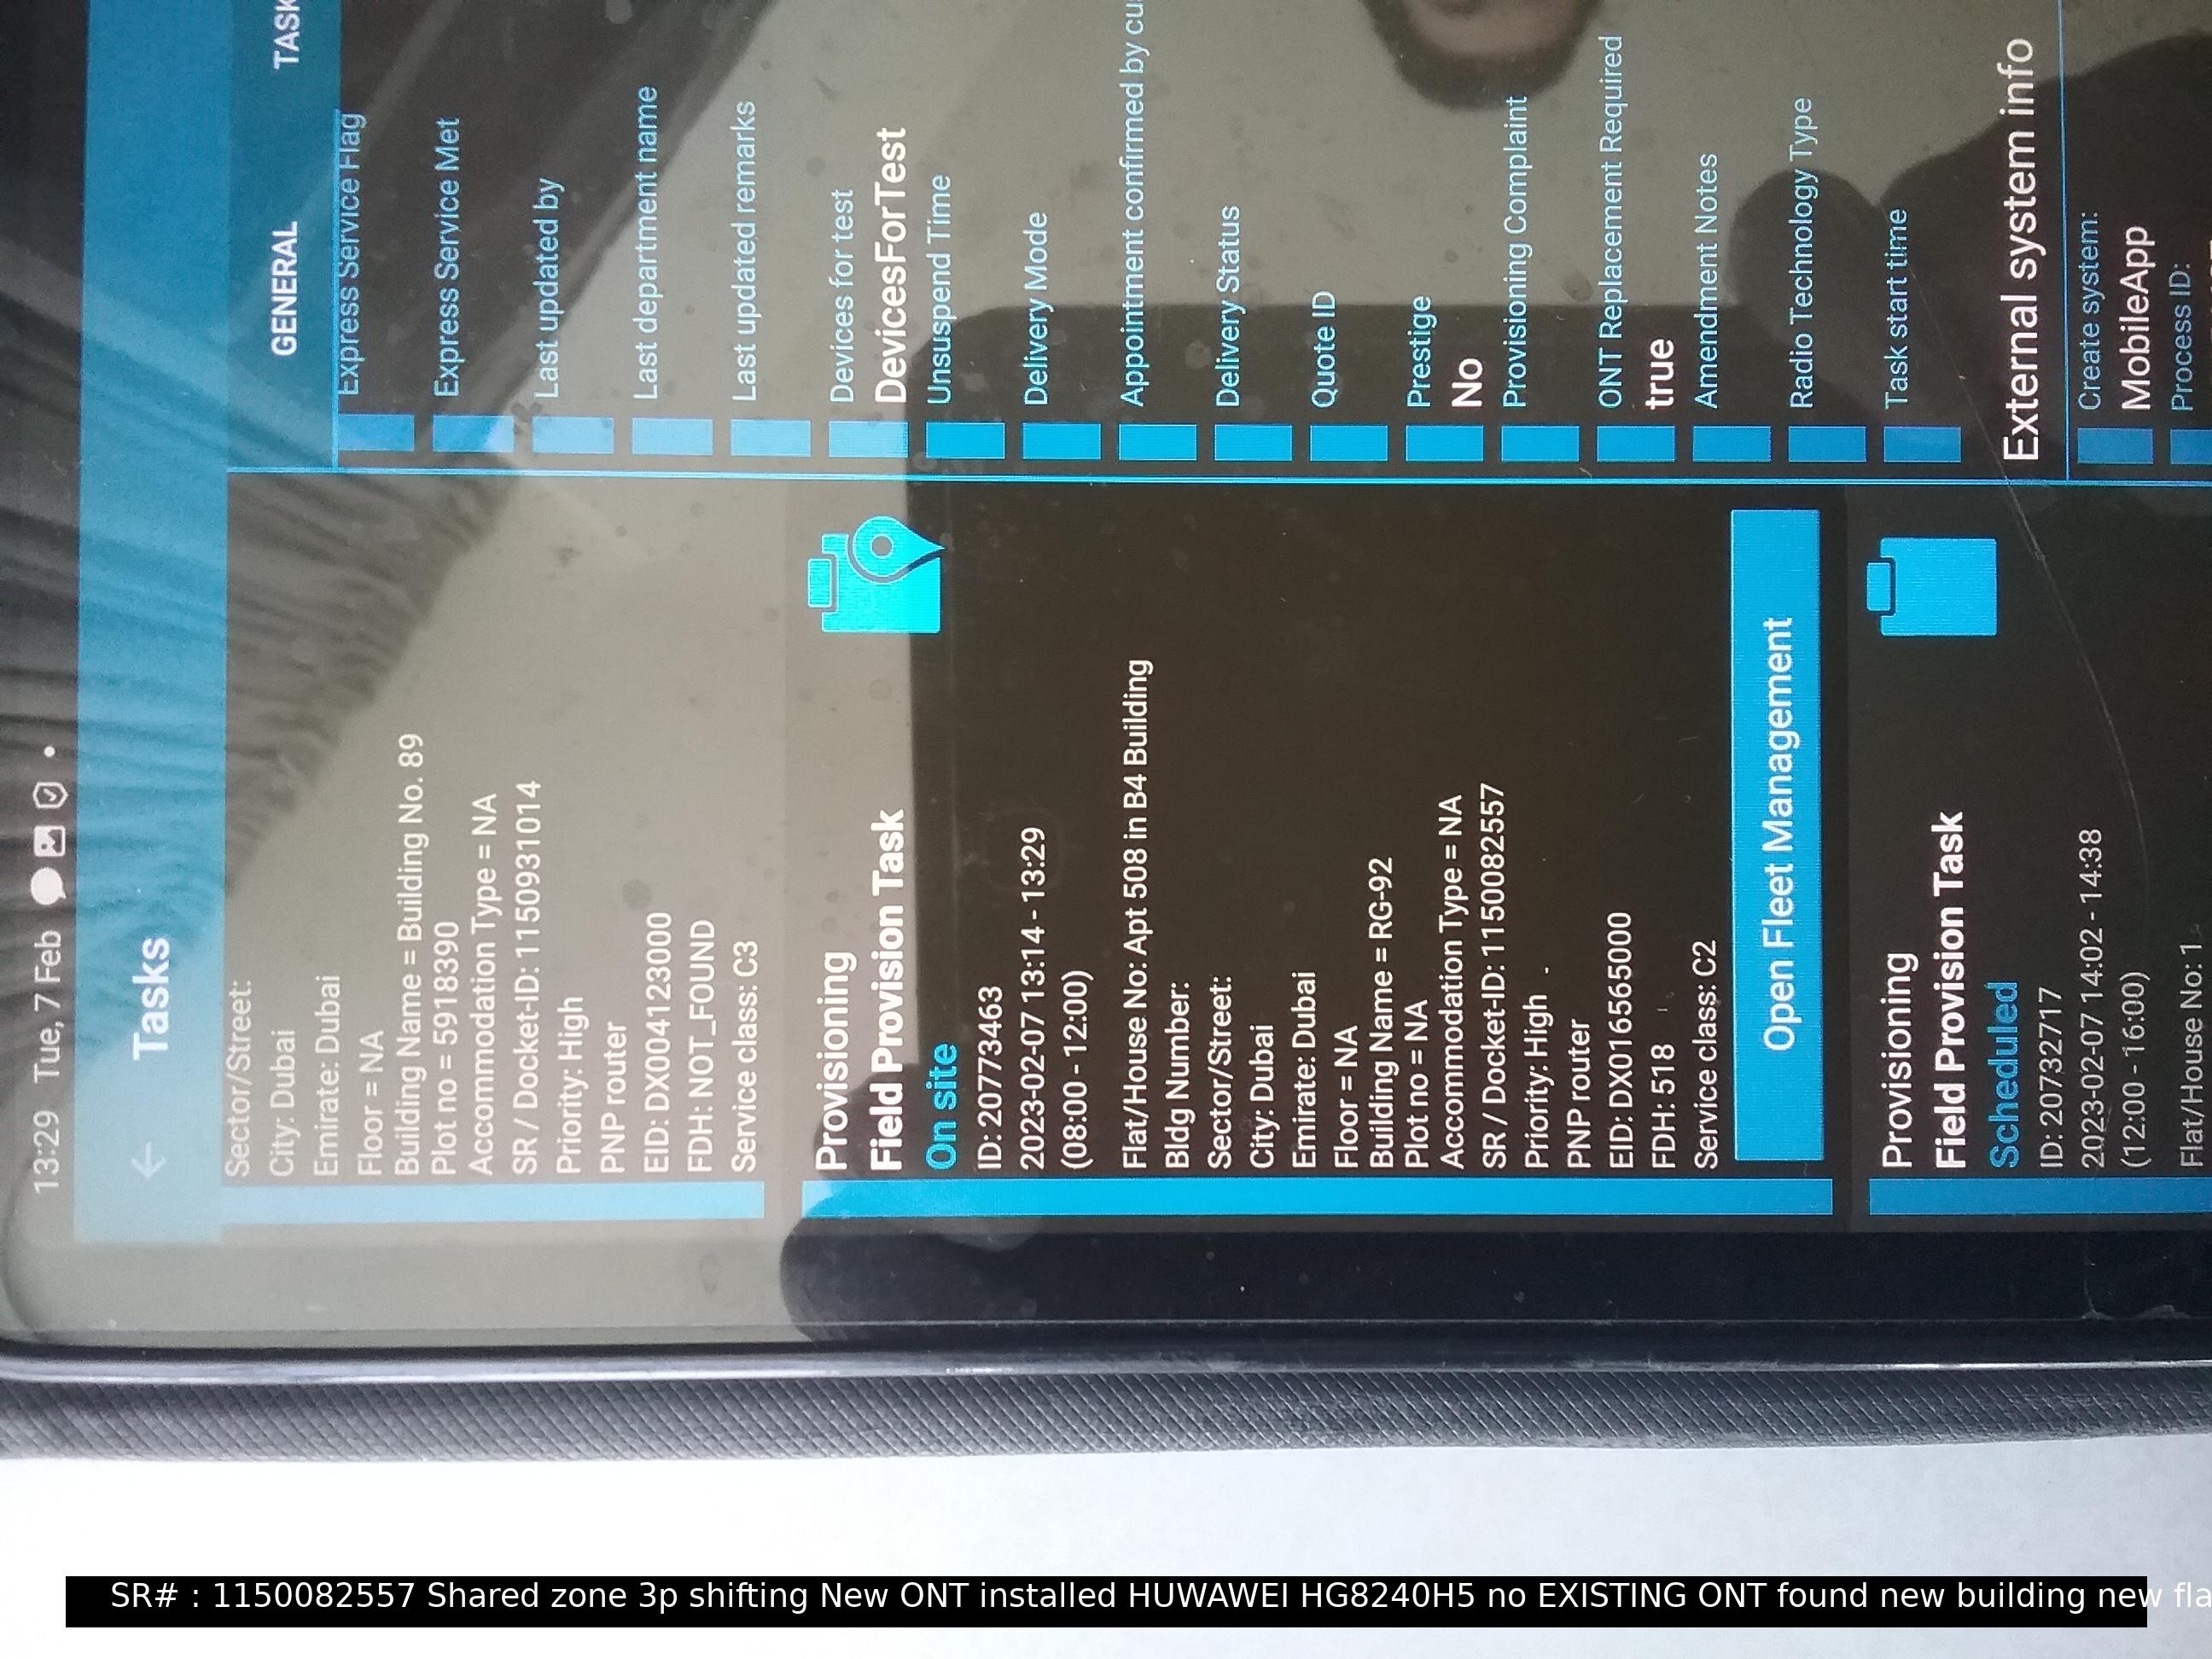 13:29 Tue, 7 Feb
Tasks
Sector/Street:
City: Dubai
Emirate: Dubai
Floor = NA
Building Name = Building No. 89
Plot no = 5918390
Accommodation Type = NA
SR / Docket-ID: 1150931014
Priority: High
PNP router
EID: DX004123000
FDH: NOT_FOUND
Service class: C3
Provisioning
Field Provision Task
On site
ID: 20773463
2023-02-07 13:14 - 13:29
(08:00 - 12:00)
Flat/House No: Apt 508 in B4 Building
Bldg Number:
Sector/Street:
City: Dubai
Emirate: Dubai
Floor = NA
Building Name = RG-92
Plot no = NA
Accommodation Type = NA
SR / Docket-ID: 1150082557
Priority: High
PNP router
EID: DX016565000
FDH: 518
Service class: C2
Open Fleet Management
Provisioning
Field Provision Task
Scheduled
ID: 20732717
2023-02-07 14:02 - 14:38
(12:00 - 16:00)
Flat/House No: 1
GENERAL TASK
Express Service Flag
Express Service Met
Last updated by
Last department name
Last updated remarks
Devices for test
DevicesForTest
Unsuspend Time
Delivery Mode
Appointment confirmed by cu
Delivery Status
Quote ID
Prestige
No
Provisioning Complaint
ONT Replacement Required
true
Amendment Notes
Radio Technology Type
Task start time
External system info
Create system:
MobileApp
Process ID:
SR# : 1150082557 Shared zone 3p shifting New ONT installed HUWAWEI HG8240H5 no EXISTING ONT found new building new fla